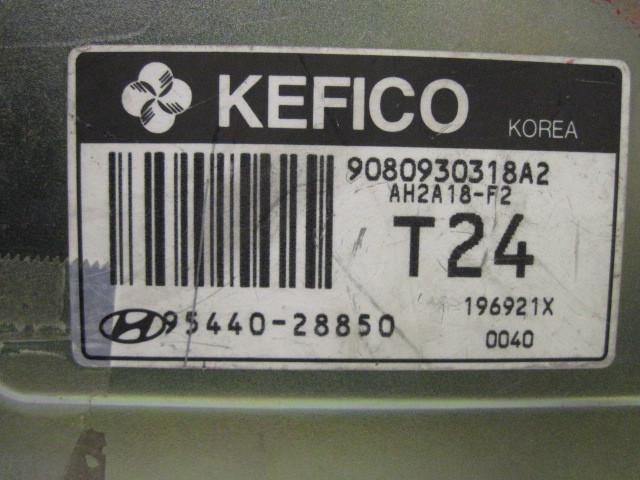 KEFICO
KOREA
9080930318A2
AH2A18-F2
T24
95440-28850
196921X
0040